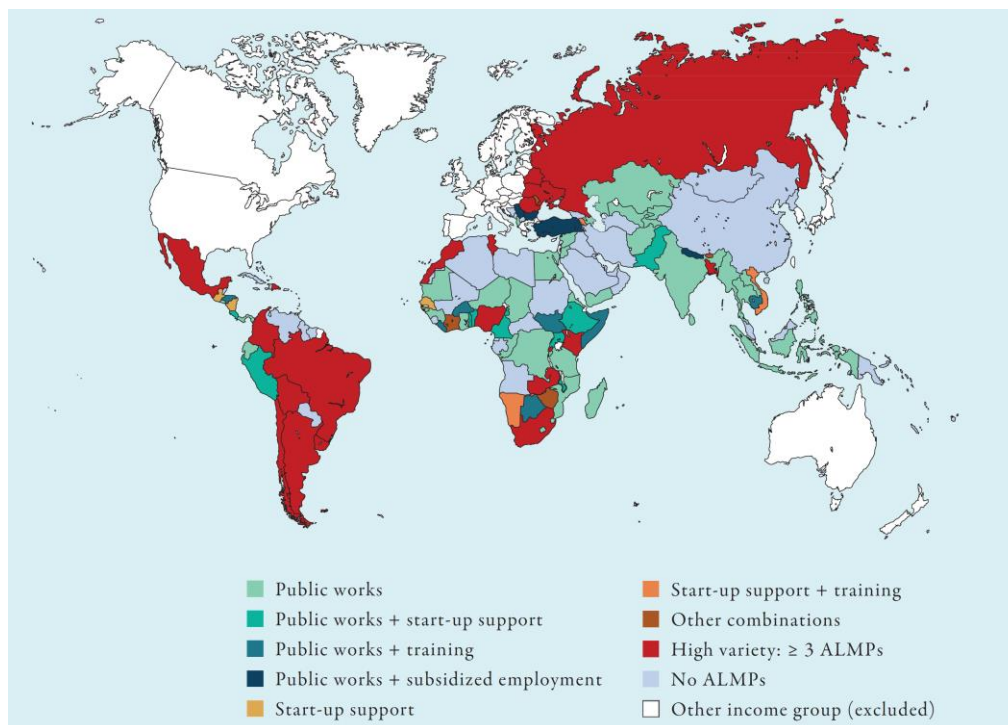 Public works
Public works + start-up support
Public works + training
Public works + subsidized employment
Start-up support
Start-up support + training
Other combinations
High variety: ≥ 3 ALMPs
No ALMPs
Other income group (excluded)